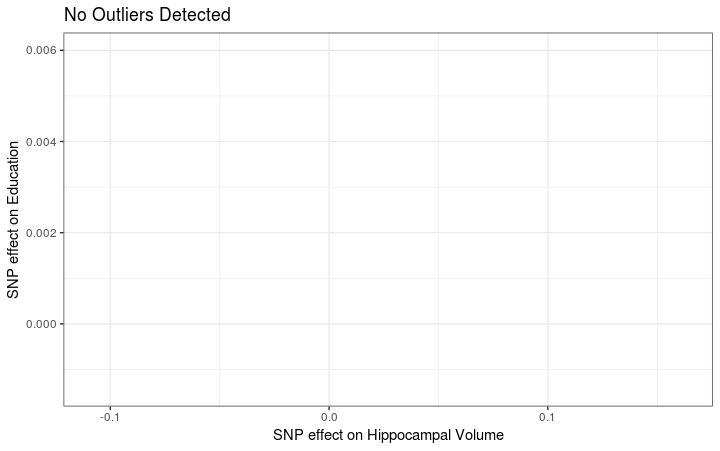 No Outliers Detected
SNP effect on Education
0.006
0.004
0.002
0.000
-0.1
0.0
0.1
SNP effect on Hippocampal Volume